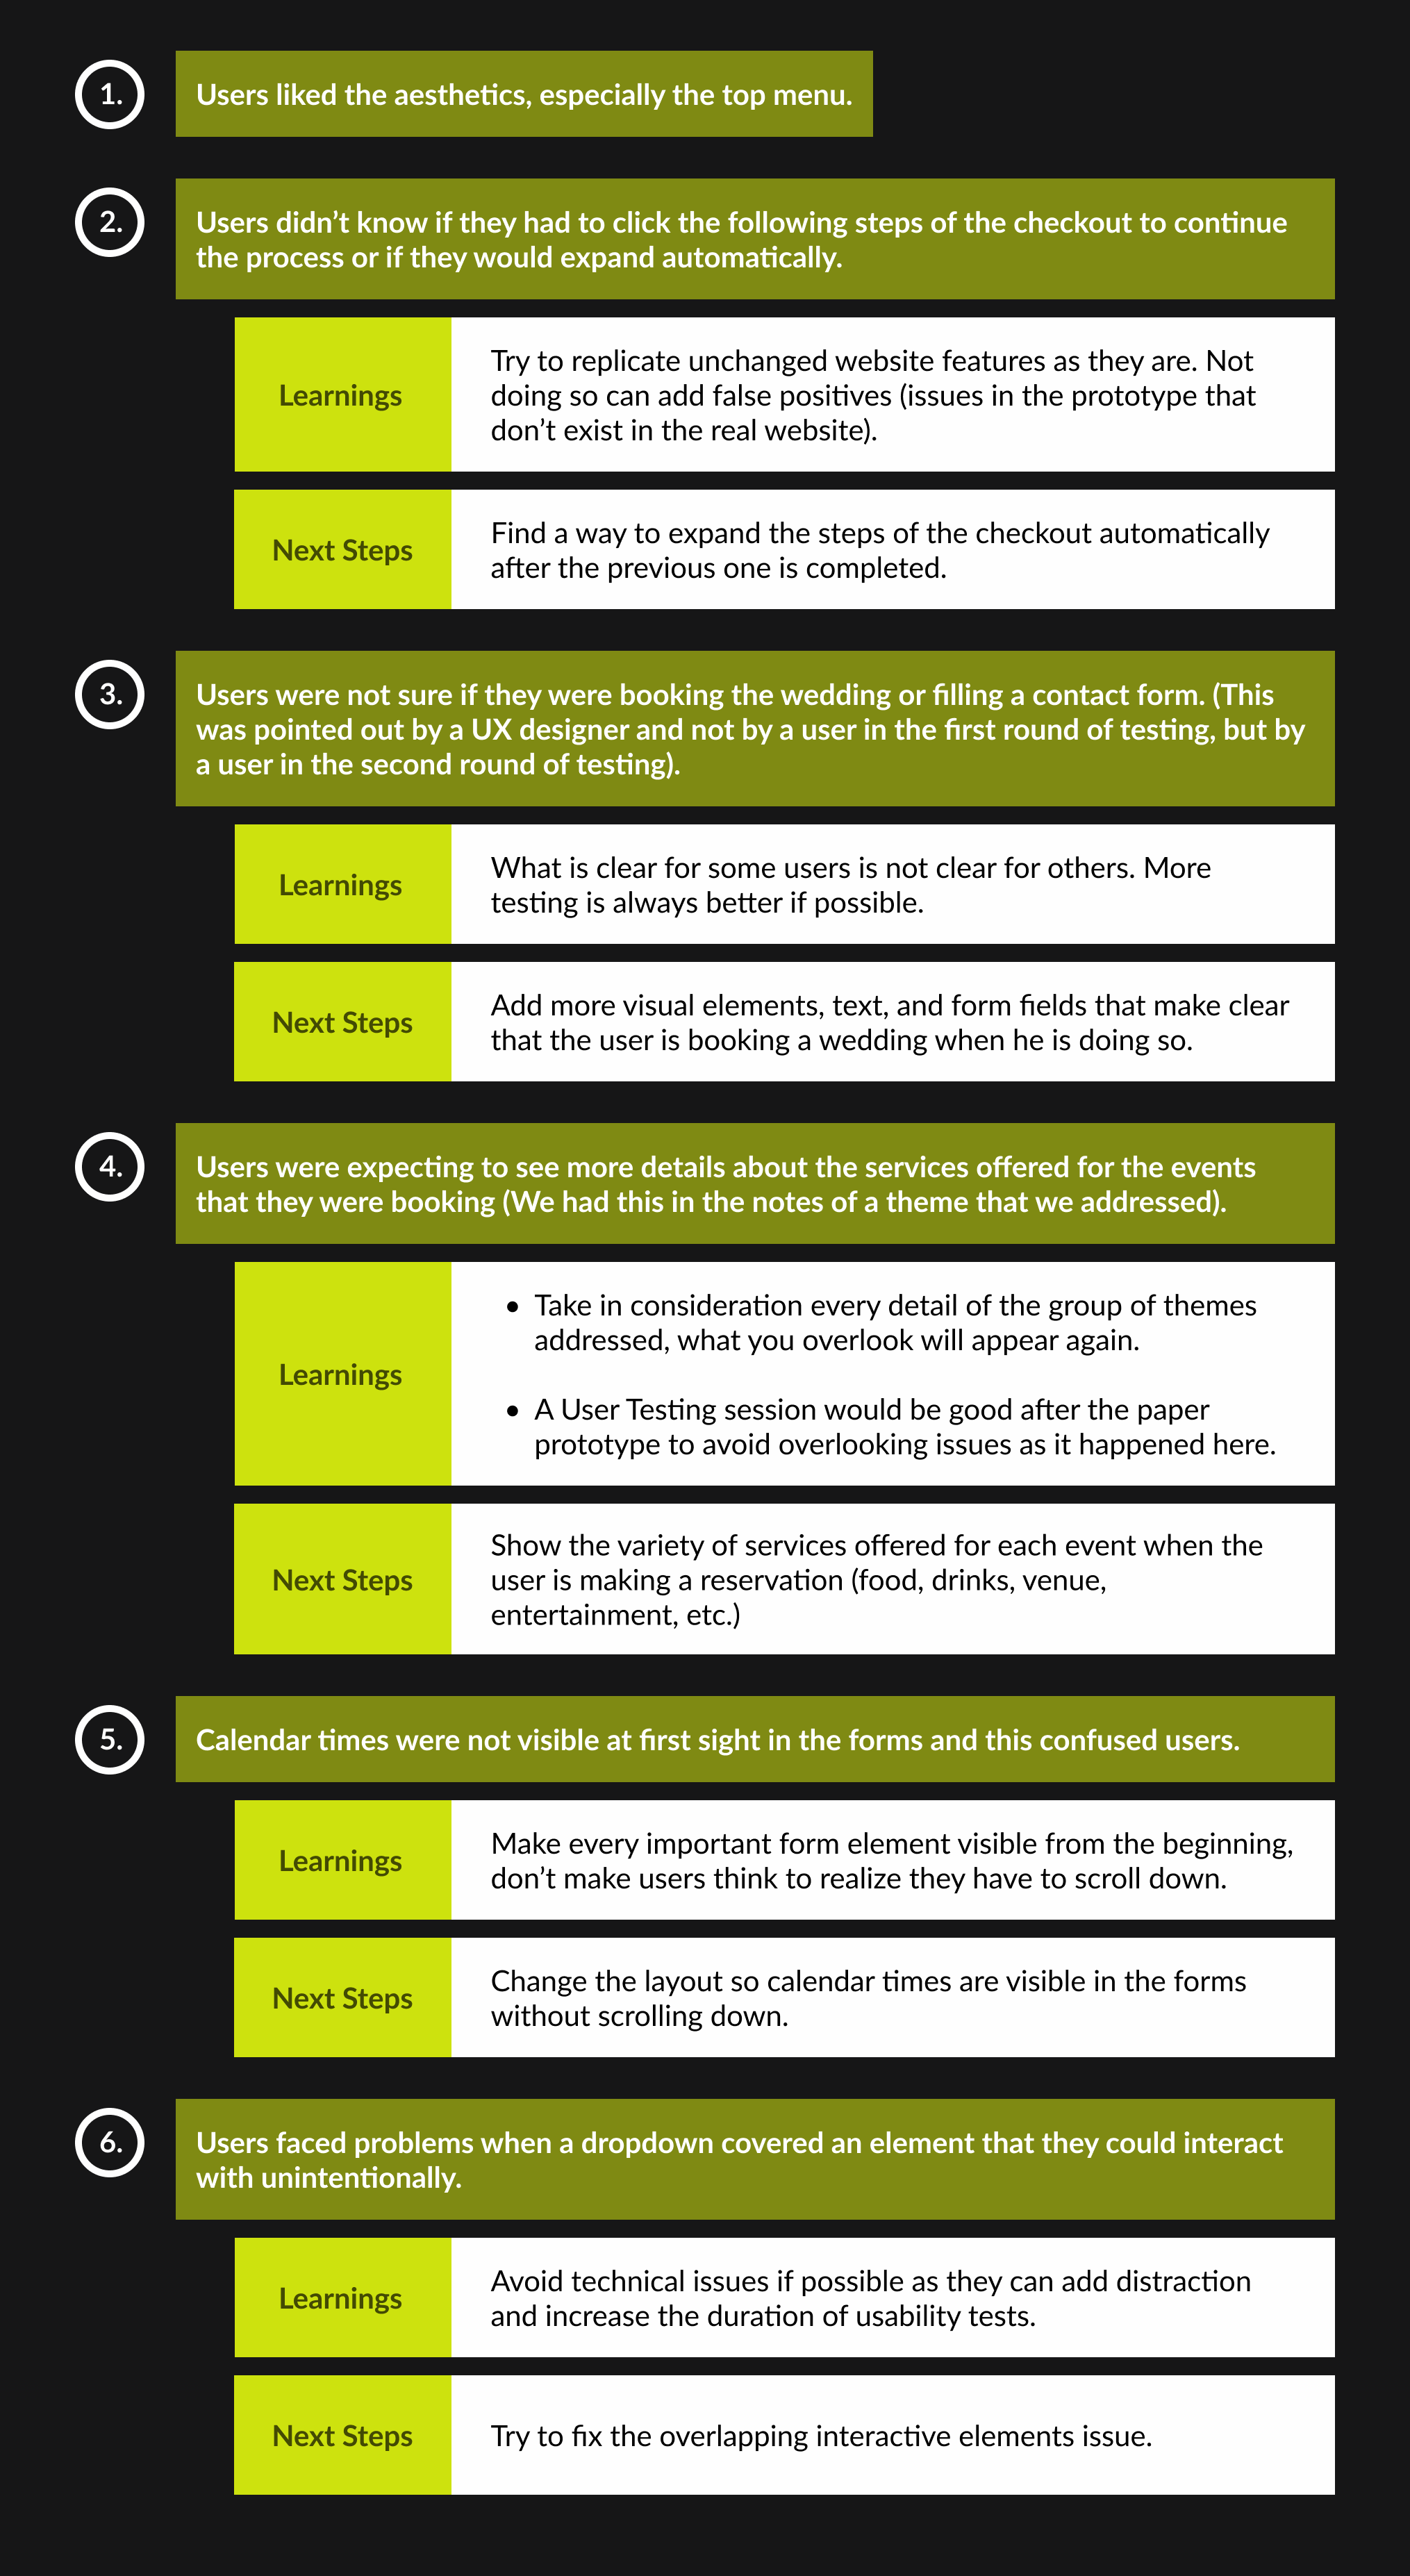 1.
Users liked the aesthetics, especially the top menu.
2.
Users didn’t know if they had to click the following steps of the checkout to continue
the process or if they would expand automatically.
Learnings
Try to replicate unchanged website features as they are. Not
doing so can add false positives (issues in the prototype that
don’t exist in the real website).
Next Steps
Find a way to expand the steps of the checkout automatically
after the previous one is completed.
3.
Users were not sure if they were booking the wedding or filling a contact form. (This
was pointed out by a UX designer and not by a user in the first round of testing, but by
a user in the second round of testing).
Learnings
What is clear for some users is not clear for others. More
testing is always better if possible.
Next Steps
Add more visual elements, text, and form fields that make clear
that the user is booking a wedding when he is doing so.
4.
Users were expecting to see more details about the services offered for the events
that they were booking (We had this in the notes of a theme that we addressed).
Learnings
• Take in consideration every detail of the group of themes
addressed, what you overlook will appear again.
• A User Testing session would be good after the paper
prototype to avoid overlooking issues as it happened here.
Next Steps
Show the variety of services offered for each event when the
user is making a reservation (food, drinks, venue,
entertainment, etc.)
5.
Calendar times were not visible at first sight in the forms and this confused users.
Learnings
Make every important form element visible from the beginning,
don’t make users think to realize they have to scroll down.
Next Steps
Change the layout so calendar times are visible in the forms
without scrolling down.
6.
Users faced problems when a dropdown covered an element that they could interact
with unintentionally.
Learnings
Avoid technical issues if possible as they can add distraction
and increase the duration of usability tests.
Next Steps
Try to fix the overlapping interactive elements issue.